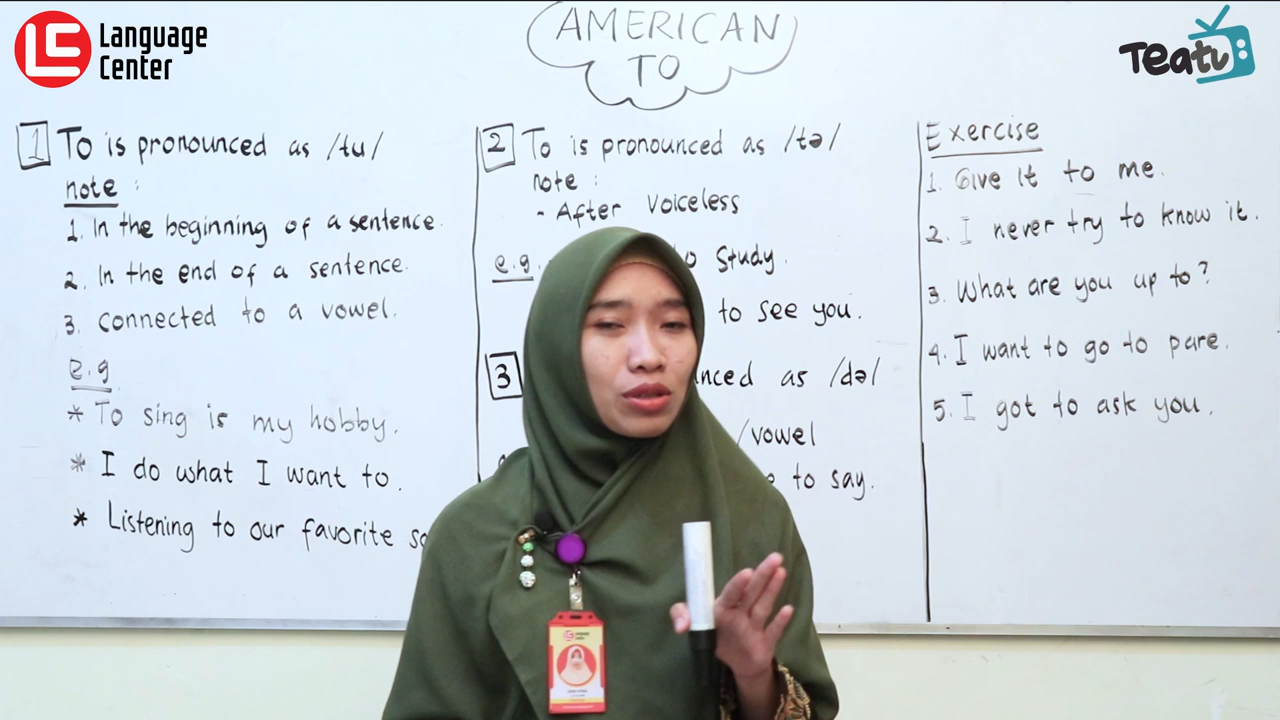 LC Language
Center
TeaTV
AMERICAN
TO
1 To is pronounced as /tu/
note :
1. In the beginning of a sentence.
2. In the end of a sentence.
3. connected to a vowel.
e.g
* To sing is my hobby.
* I do what I want to.
* Listening to our favorite
2 To is pronounced as /tə/
note :
- After voiceless
e.g. study.
to see you.
3 as /də/
/vowel
to say.
Exercise
1. Give it to me.
2. I never try to know it.
3. What are you up to?
4. I want to go to pare.
5. I got to ask you.
Language